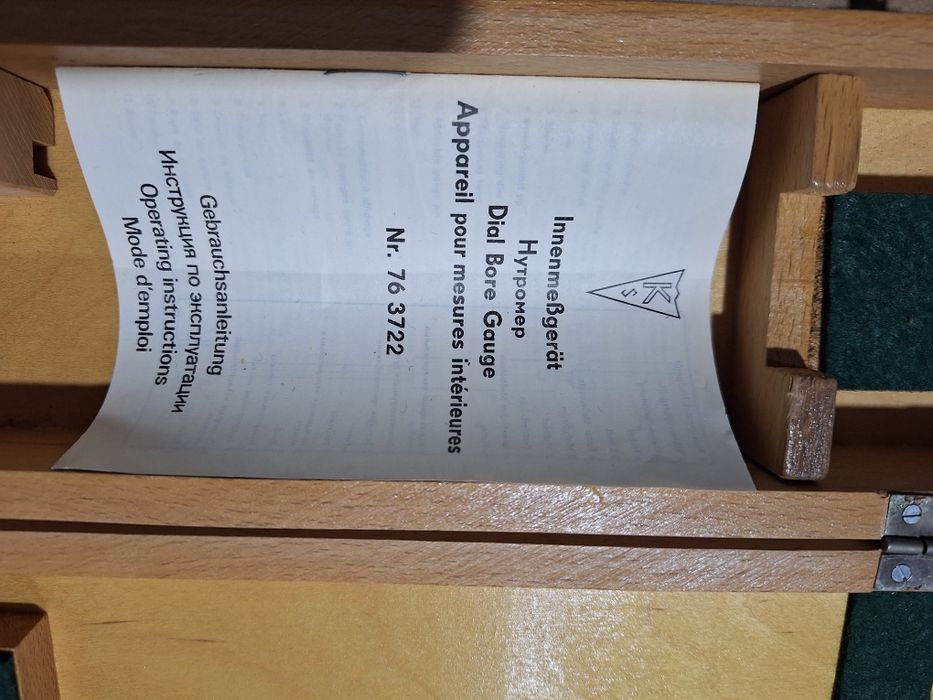 K
S
Innenmeßgerät
Нутромер
Dial Bore Gauge
Appareil pour mesures intérieures
Nr. 76 3722
Gebrauchsanleitung
Инструкция по эксплуатации
Operating instructions
Mode d'emploi